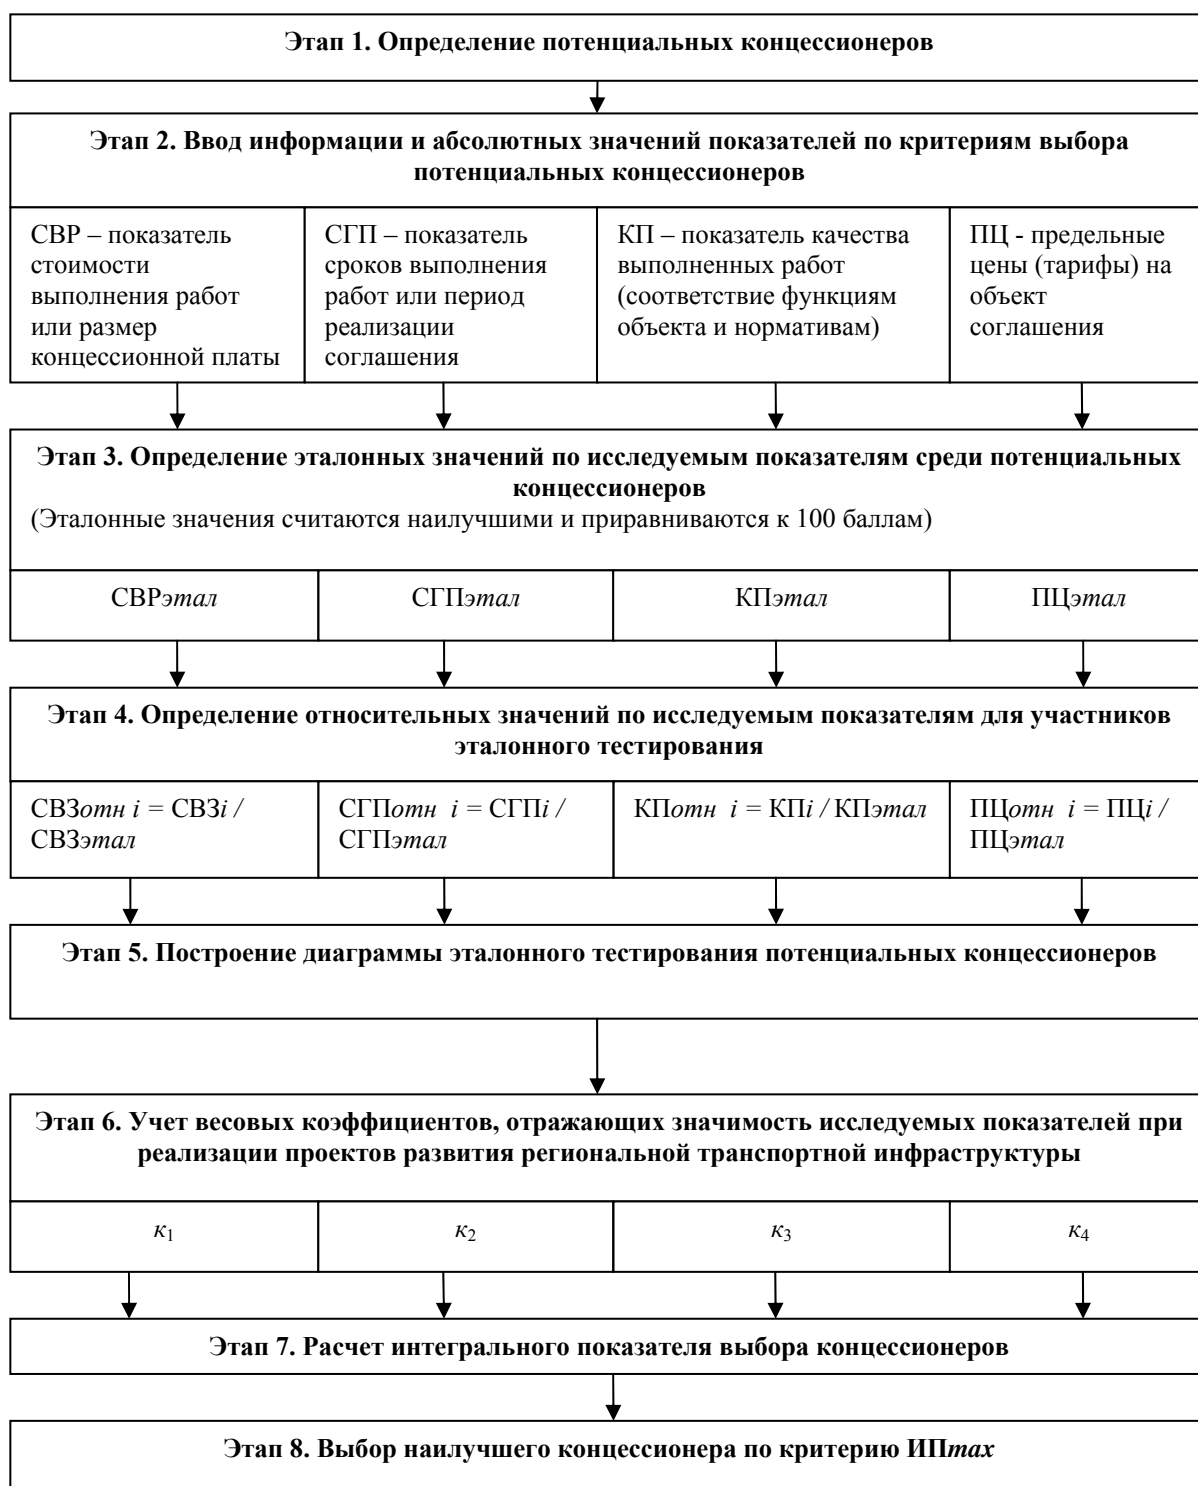 Этап 1. Определение потенциальных концессионеров
Этап 2. Ввод информации и абсолютных значений показателей по критериям выбора
потенциальных концессионеров
СВР – показатель
стоимости
выполнения работ
или размер
концессионной платы
СГП – показатель
сроков выполнения
работ или период
реализации
соглашения
КП – показатель качества
выполненных работ
(соответствие функциям
объекта и нормативам)
ПЦ - предельные
цены (тарифы) на
объект
соглашения
Этап 3. Определение эталонных значений по исследуемым показателям среди потенциальных
концессионеров
(Эталонные значения считаются наилучшими и приравниваются к 100 баллам)
СВРэтал
СГПэтал
КПэтал
ПЦэтал
Этап 4. Определение относительных значений по исследуемым показателям для участников
эталонного тестирования
СВЗотн i = СВЗi /
СВЗэтал
СГПотн i = СГПi /
СГПэтал
КПотн i = КПi / КПэтал
ПЦотн i = ПЦi /
ПЦэтал
Этап 5. Построение диаграммы эталонного тестирования потенциальных концессионеров
Этап 6. Учет весовых коэффициентов, отражающих значимость исследуемых показателей при
реализации проектов развития региональной транспортной инфраструктуры
к₁
к₂
к₃
к₄
Этап 7. Расчет интегрального показателя выбора концессионеров
Этап 8. Выбор наилучшего концессионера по критерию ИПmax